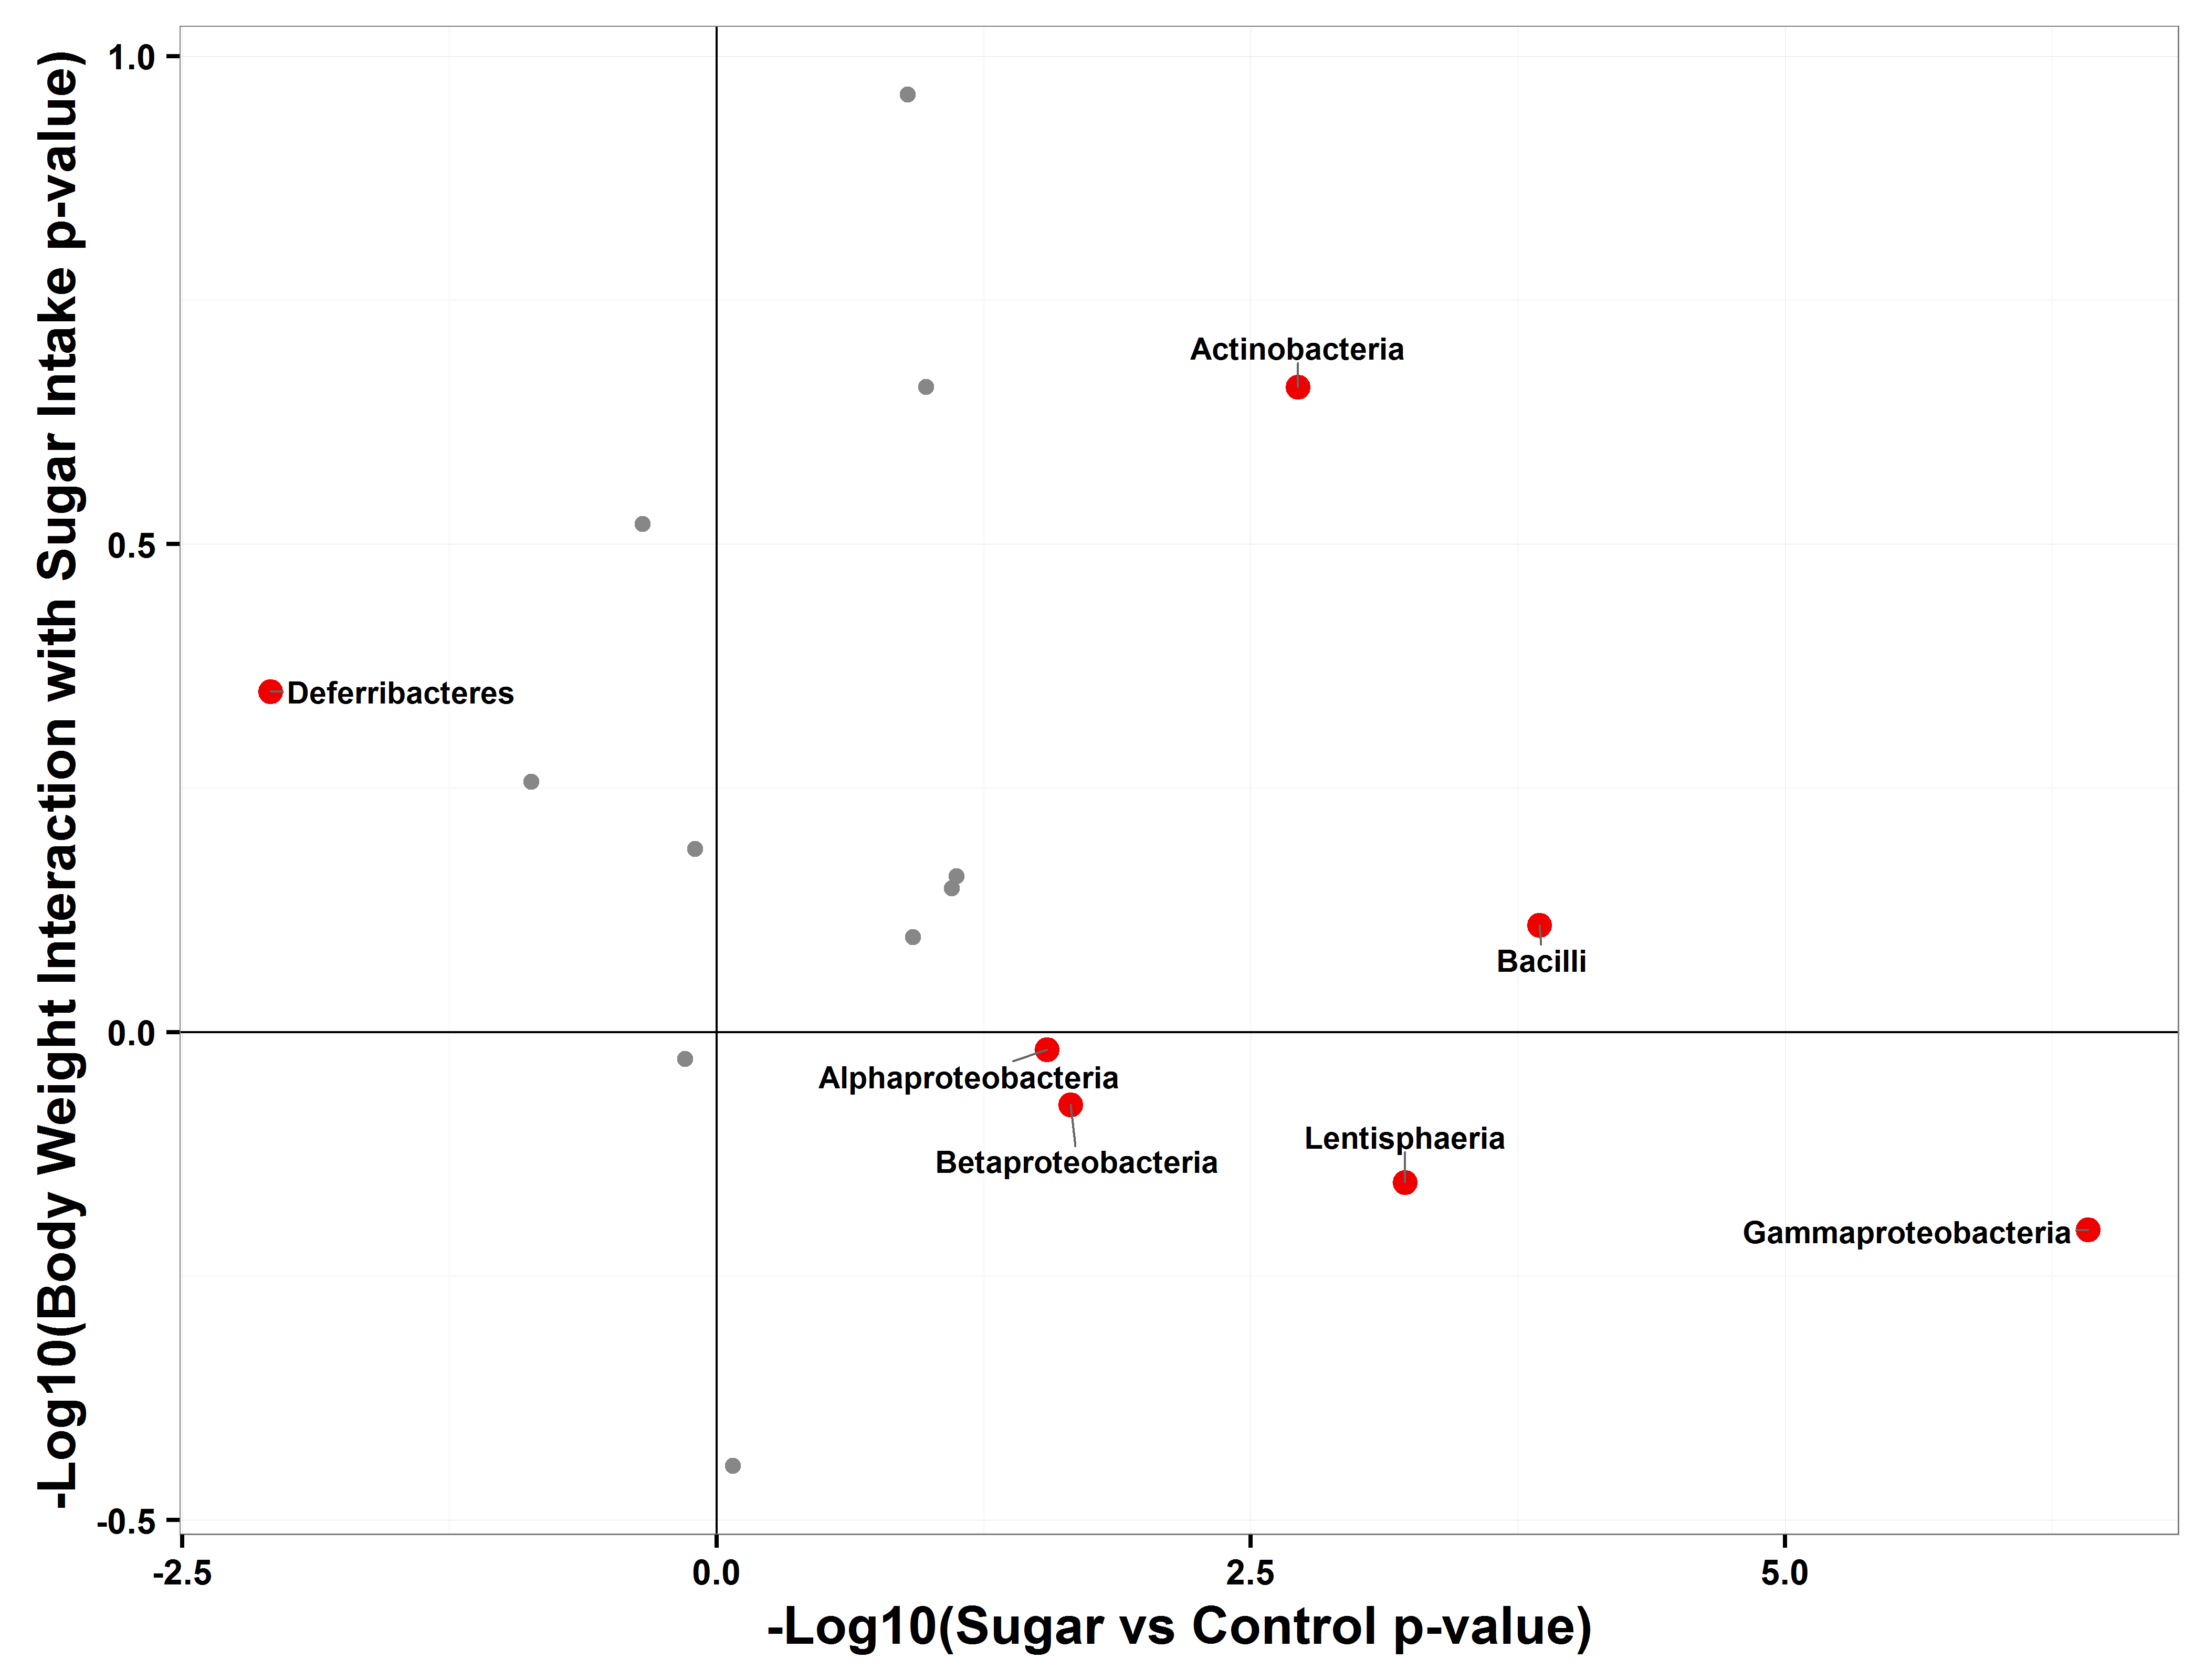 -Log10(Body Weight Interaction with Sugar Intake p-value)
1.0
0.5
0.0
-0.5
Actinobacteria
Deferribacteres
Bacilli
Alphaproteobacteria
Betaproteobacteria
Lentisphaeria
Gammaproteobacteria
-2.5
0.0
2.5
5.0
-Log10(Sugar vs Control p-value)